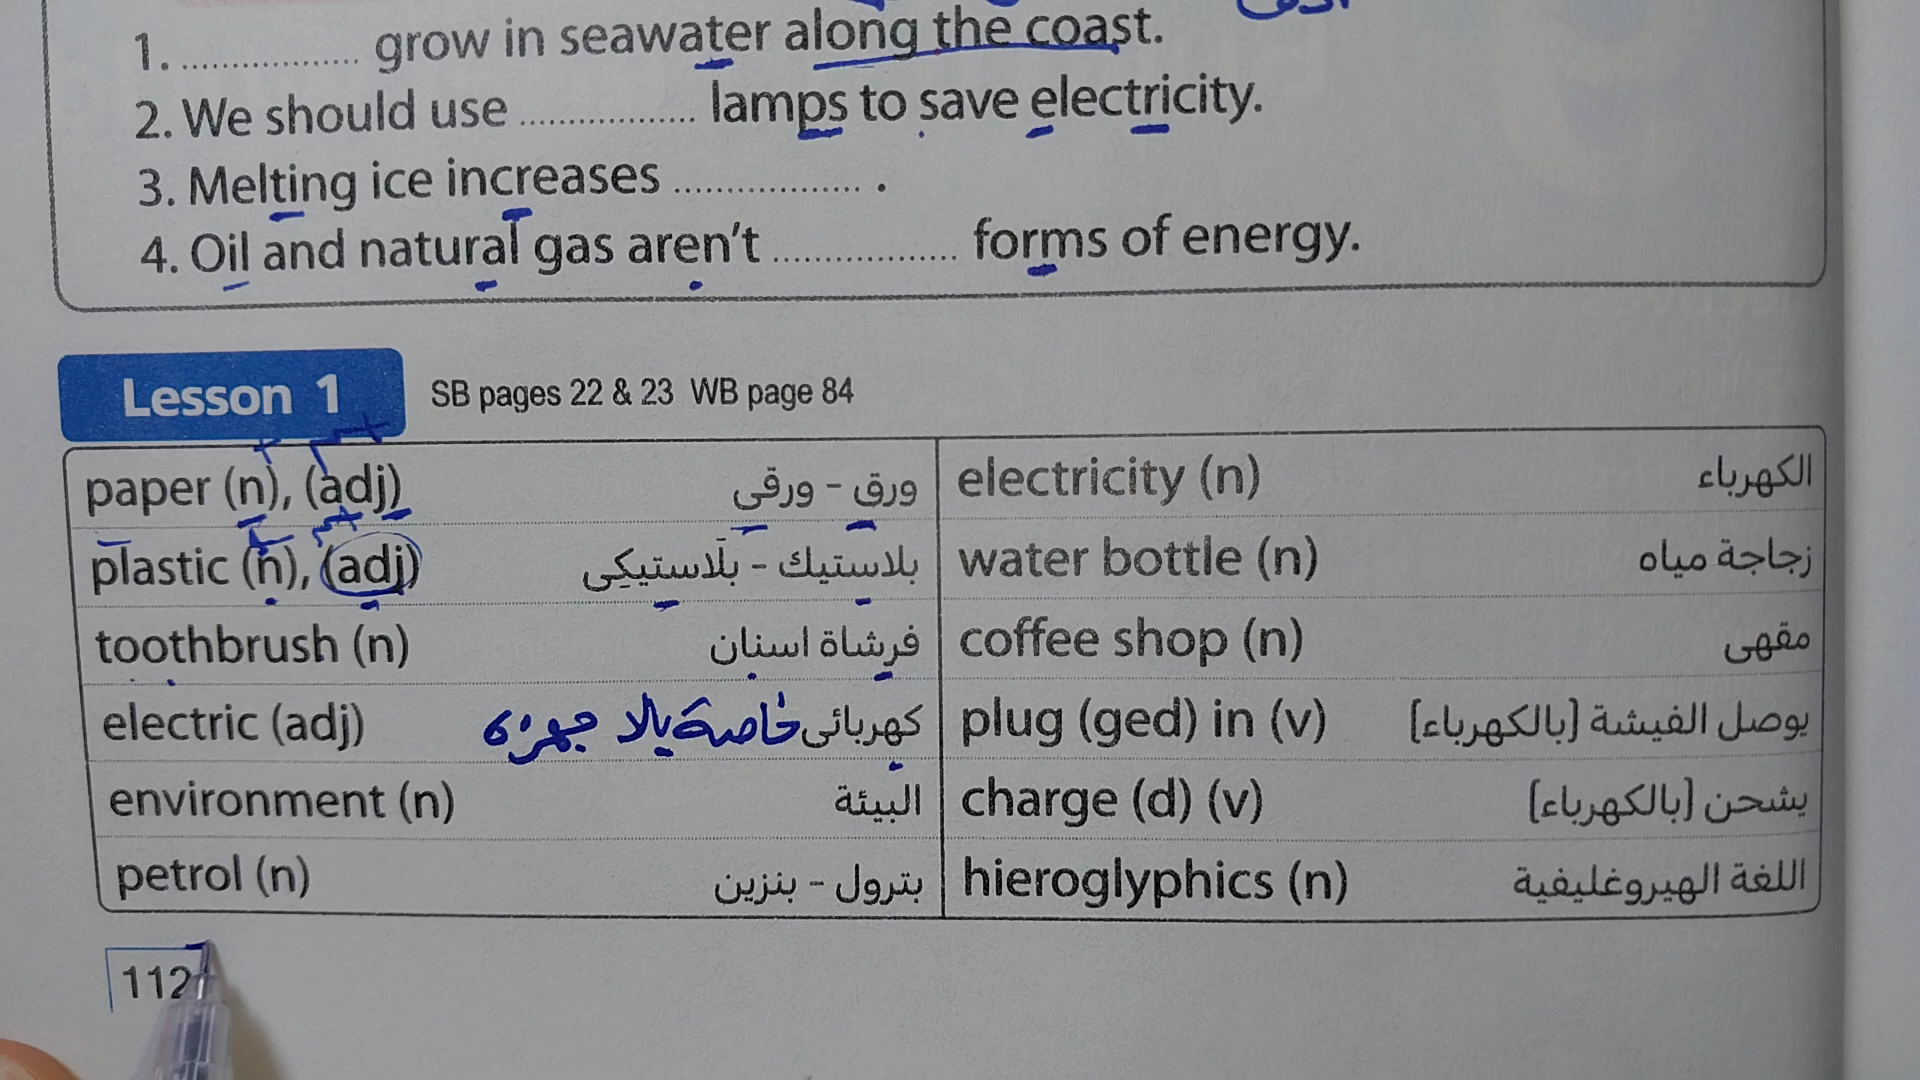 1. .................. grow in seawater along the coast.
2. We should use .................. lamps to save electricity.
3. Melting ice increases .................. .
4. Oil and natural gas aren't .................. forms of energy.
Lesson 1 SB pages 22 & 23 WB page 84
paper (n), (adj) ورق - ورقي electricity (n) الكهرباء
plastic (n), (adj) بلاستيك - بلاستيكِى water bottle (n) زجاجة مياه
toothbrush (n) فرشاة اسنان coffee shop (n) مقهى
electric (adj) كهربائى خاصة بالا جهزه plug (ged) in (v) يوصل الفيشة [بالكهرباء]
environment (n) البيئة charge (d) (v) يشحن [بالكهرباء]
petrol (n) بترول - بنزين hieroglyphics (n) اللغة الهيروغليفية
112